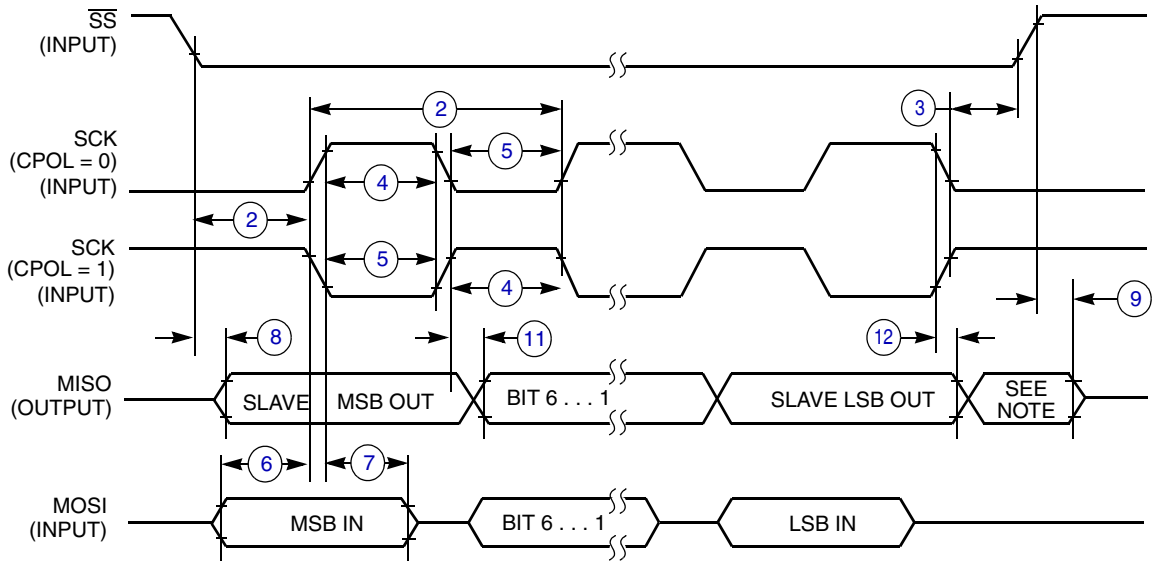 SS
(INPUT)
2
3
SCK
(CPOL = 0)
(INPUT)
5
4
2
SCK
(CPOL = 1)
(INPUT)
5
4
9
8
11
12
MISO
(OUTPUT)
SLAVE MSB OUT
BIT 6 . . . 1
SLAVE LSB OUT
SEE
NOTE
6
7
MOSI
(INPUT)
MSB IN
BIT 6 . . . 1
LSB IN